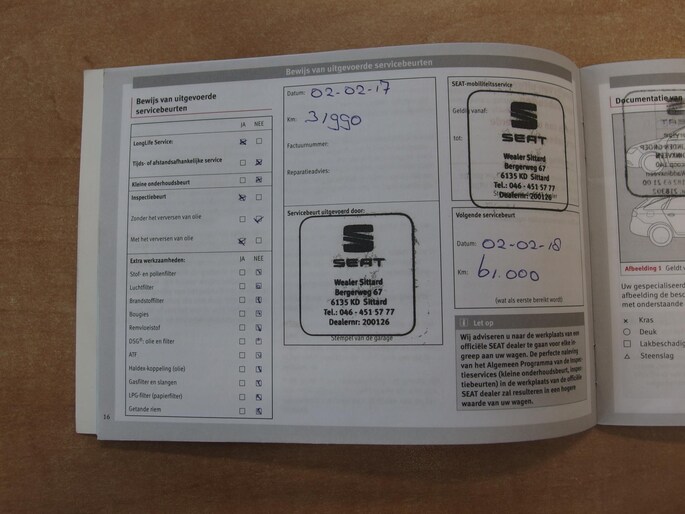 Bewijs van uitgevoerde servicebeurten
Bewijs van uitgevoerde
servicebeurten
JA NEE
LongLife Service:
Tijds- of afstandsafhankelijke service
Kleine onderhoudsbeurt
Inspectiebeurt
Zonder het verversen van olie
Met het verversen van olie
Extra werkzaamheden: JA NEE
Stof- en pollenfilter
Luchtfilter
Brandstoffilter
Bougies
Remvloeistof
DSG®: olie en filter
ATF
Haldex-koppeling (olie)
Gasfilter en slangen
LPG-filter (papierfilter)
Getande riem
16
Datum: 02-02-17
Km: 31990
Factuurnummer:
Reparatieadvies:
Servicebeurt uitgevoerd door:
SEAT
Wealer Sittard
Bergerweg 67
6135 KD Sittard
Tel.: 046 - 451 57 77
Dealernr: 200126
Stempel van de garage
SEAT-mobiliteitsservice
Geldig vanaf:
tot:
SEAT
Wealer Sittard
Bergerweg 67
6135 KD Sittard
Tel.: 046 - 451 57 77
Dealernr: 200126
Volgende servicebeurt
Datum: 02-02-18
Km: 61.000
(wat als eerste bereikt wordt)
i Let op
Wij adviseren u naar de werkplaats van een
officiële SEAT dealer te gaan voor elke in-
greep aan uw wagen. De perfecte naleving
van het Algemeen Programma van de Inspec-
tieservices (kleine onderhoudsbeurt, inspec-
tiebeurten) in de werkplaats van de officiële
SEAT dealer zal resulteren in een hogere
waarde van uw wagen.
Documentatie van
Afbeelding 1 Geldt v
Uw gespecialiseerd
afbeelding de besc
met onderstaande
× Kras
○ Deuk
□ Lakbeschadig
△ Steenslag